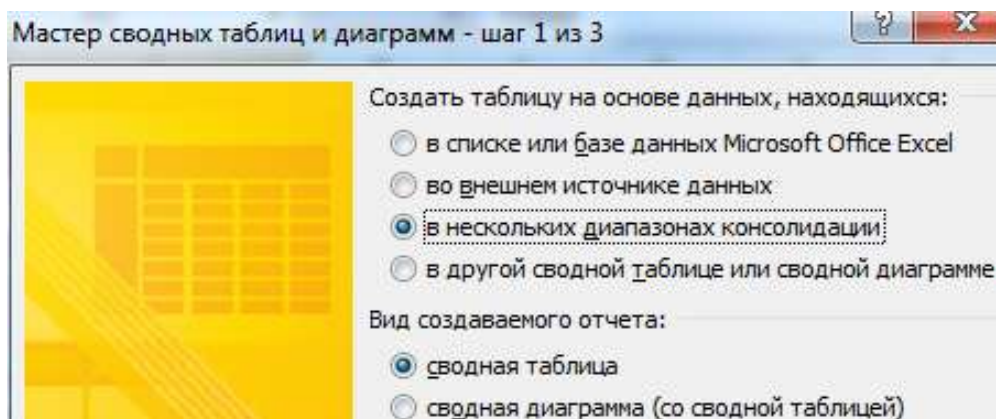 Мастер сводных таблиц и диаграмм - шаг 1 из 3
Создать таблицу на основе данных, находящихся:
в списке или базе данных Microsoft Office Excel
во внешнем источнике данных
в нескольких диапазонах консолидации
в другой сводной таблице или сводной диаграмме
Вид создаваемого отчета:
сводная таблица
сводная диаграмма (со сводной таблицей)